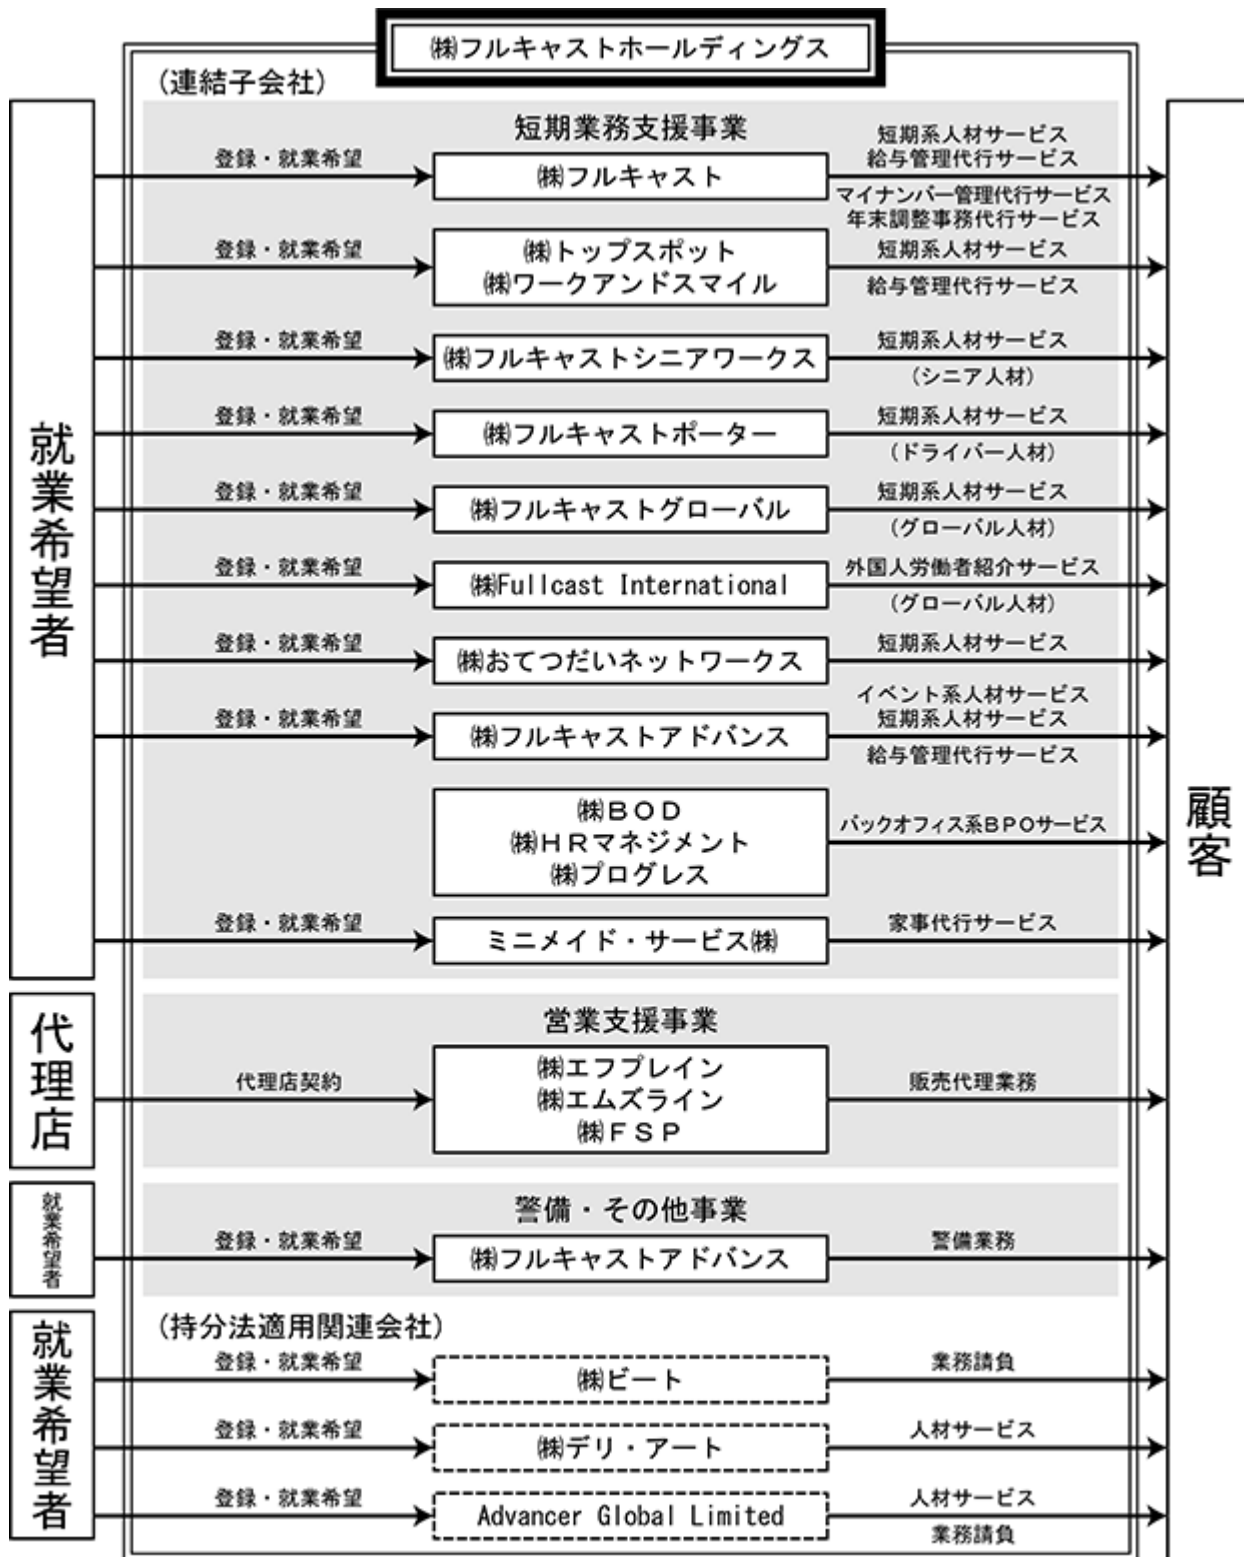 ㈱フルキャストホールディングス
（連結子会社）
就業希望者
顧客
短期業務支援事業
登録・就業希望
㈱フルキャスト
短期系人材サービス
給与管理代行サービス
マイナンバー管理代行サービス
年末調整事務代行サービス
登録・就業希望
㈱トップスポット
㈱ワークアンドスマイル
短期系人材サービス
給与管理代行サービス
登録・就業希望
㈱フルキャストシニアワークス
短期系人材サービス
（シニア人材）
登録・就業希望
㈱フルキャストポーター
短期系人材サービス
（ドライバー人材）
登録・就業希望
㈱フルキャストグローバル
短期系人材サービス
（グローバル人材）
登録・就業希望
㈱Fullcast International
外国人労働者紹介サービス
（グローバル人材）
登録・就業希望
㈱おてつだいネットワークス
短期系人材サービス
登録・就業希望
㈱フルキャストアドバンス
イベント系人材サービス
短期系人材サービス
給与管理代行サービス
㈱ＢＯＤ
㈱ＨＲマネジメント
㈱プログレス
バックオフィス系ＢＰＯサービス
登録・就業希望
ミニメイド・サービス㈱
家事代行サービス
代理店
営業支援事業
代理店契約
㈱エフプレイン
㈱エムズライン
㈱ＦＳＰ
販売代理業務
就業希望者
警備・その他事業
登録・就業希望
㈱フルキャストアドバンス
警備業務
就業希望者
（持分法適用関連会社）
登録・就業希望
㈱ビート
業務請負
登録・就業希望
㈱デリ・アート
人材サービス
登録・就業希望
Advancer Global Limited
人材サービス
業務請負